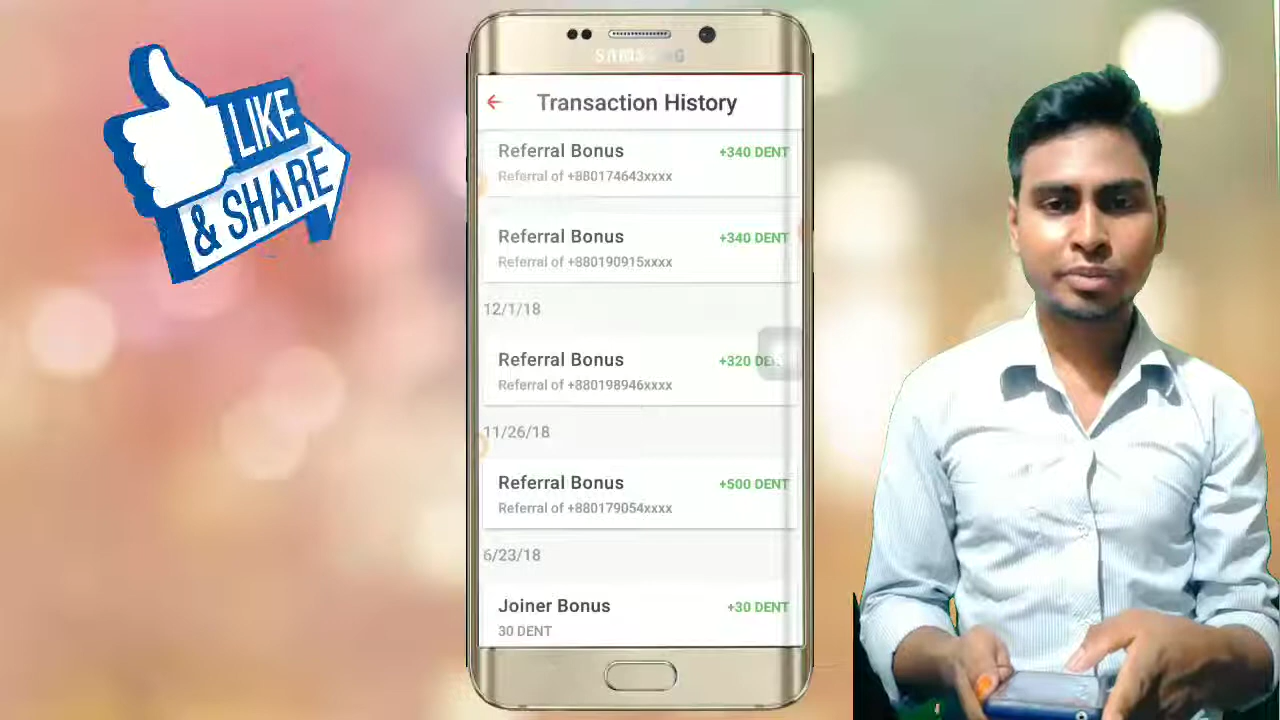 LIKE
& SHARE
SAMSUNG
Transaction History
Referral Bonus
+340 DENT
Referral of +880174643xxxx
Referral Bonus
+340 DENT
Referral of +880190915xxxx
12/1/18
Referral Bonus
+320 DE
Referral of +880198946xxxx
11/26/18
Referral Bonus
+500 DENT
Referral of +880179054xxxx
6/23/18
Joiner Bonus
+30 DENT
30 DENT